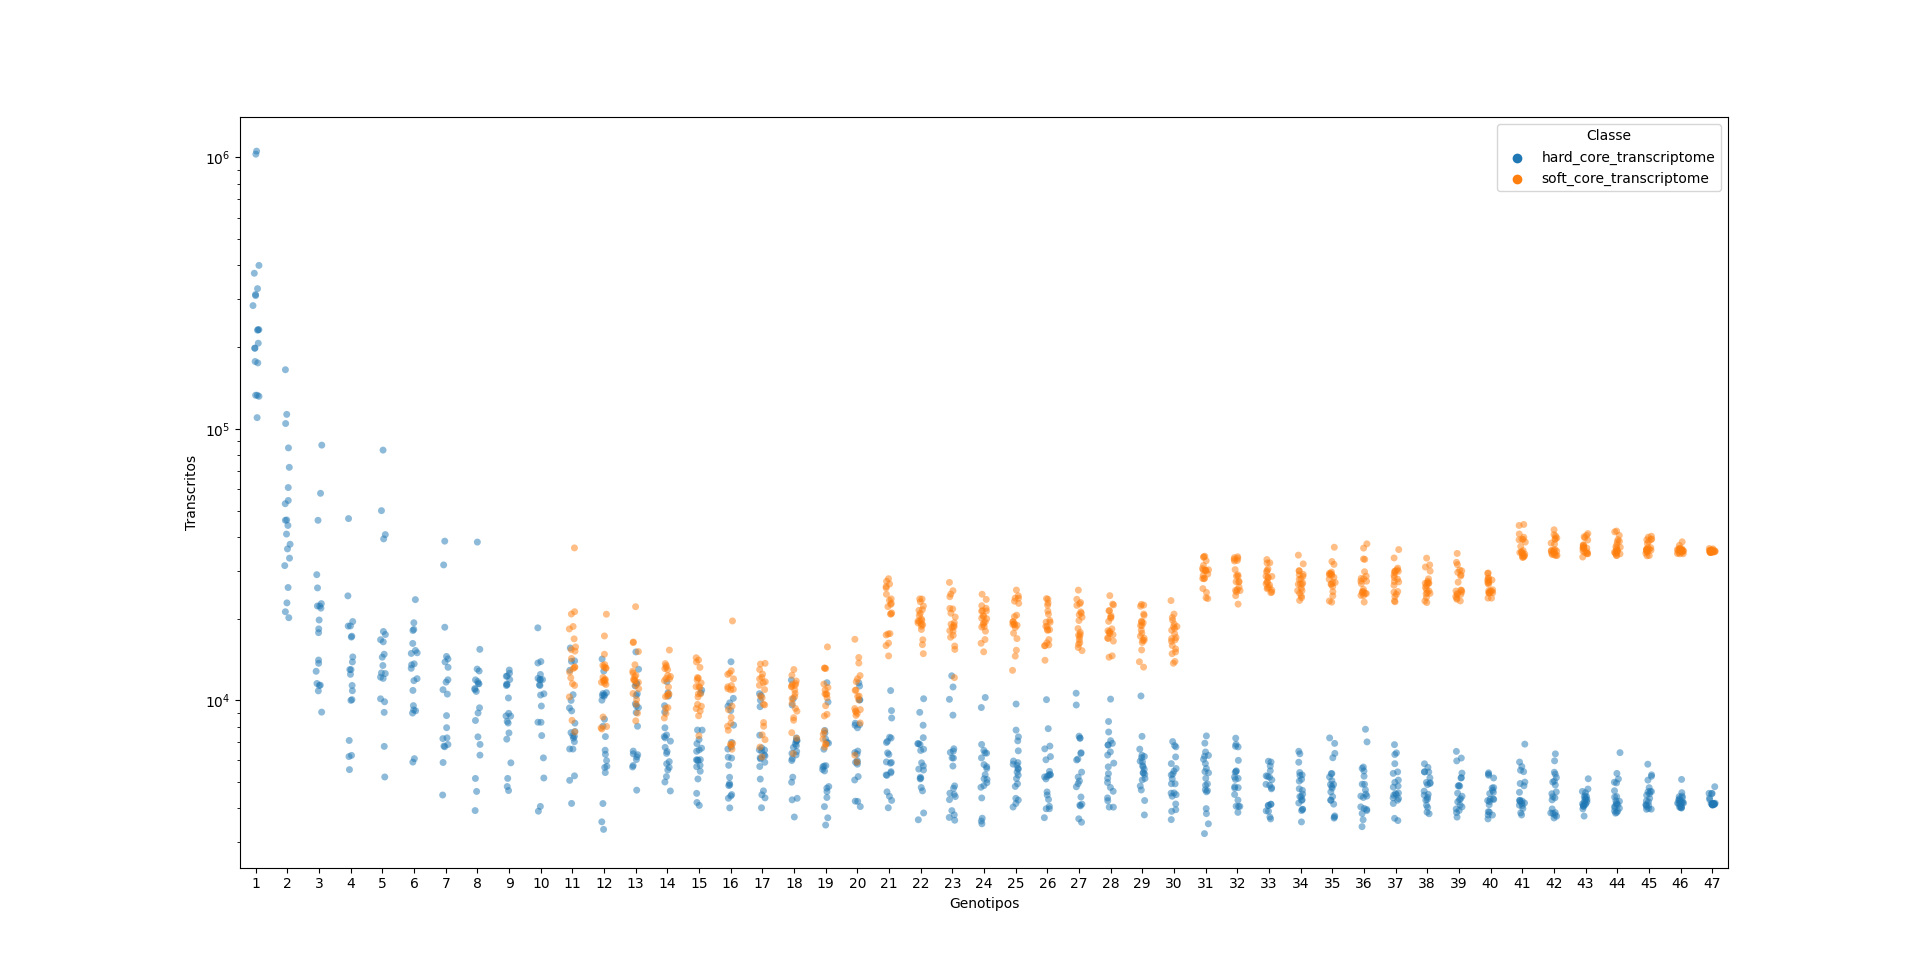 Classe
hard_core_transcriptome
soft_core_transcriptome
10^6
10^5
10^4
Transcritos
1 2 3 4 5 6 7 8 9 10 11 12 13 14 15 16 17 18 19 20 21 22 23 24 25 26 27 28 29 30 31 32 33 34 35 36 37 38 39 40 41 42 43 44 45 46 47
Genotipos